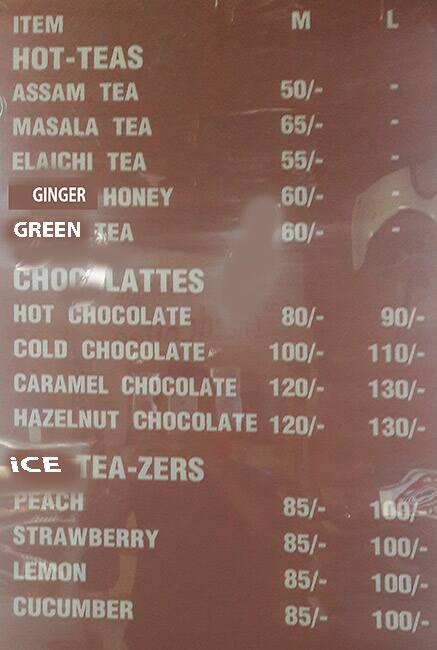 ITEM M L
HOT-TEAS
ASSAM TEA 50/- -
MASALA TEA 65/- -
ELAICHI TEA 55/- -
GINGER HONEY 60/- -
GREEN TEA 60/- -
CHOC LATTES
HOT CHOCOLATE 80/- 90/-
COLD CHOCOLATE 100/- 110/-
CARAMEL CHOCOLATE 120/- 130/-
HAZELNUT CHOCOLATE 120/- 130/-
iCE TEA-ZERS
PEACH 85/- 100/-
STRAWBERRY 85/- 100/-
LEMON 85/- 100/-
CUCUMBER 85/- 100/-